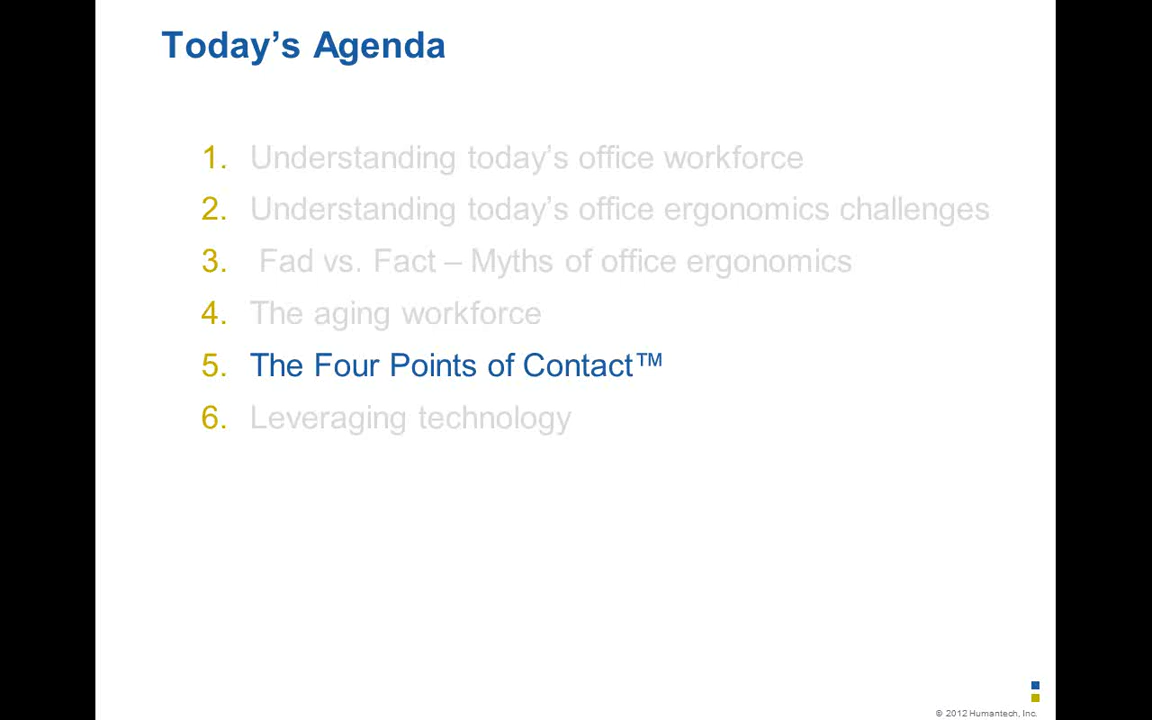 Today’s Agenda
1. Understanding today’s office workforce
2. Understanding today’s office ergonomics challenges
3. Fad vs. Fact – Myths of office ergonomics
4. The aging workforce
5. The Four Points of Contact™
6. Leveraging technology
© 2012 Humantech, Inc.